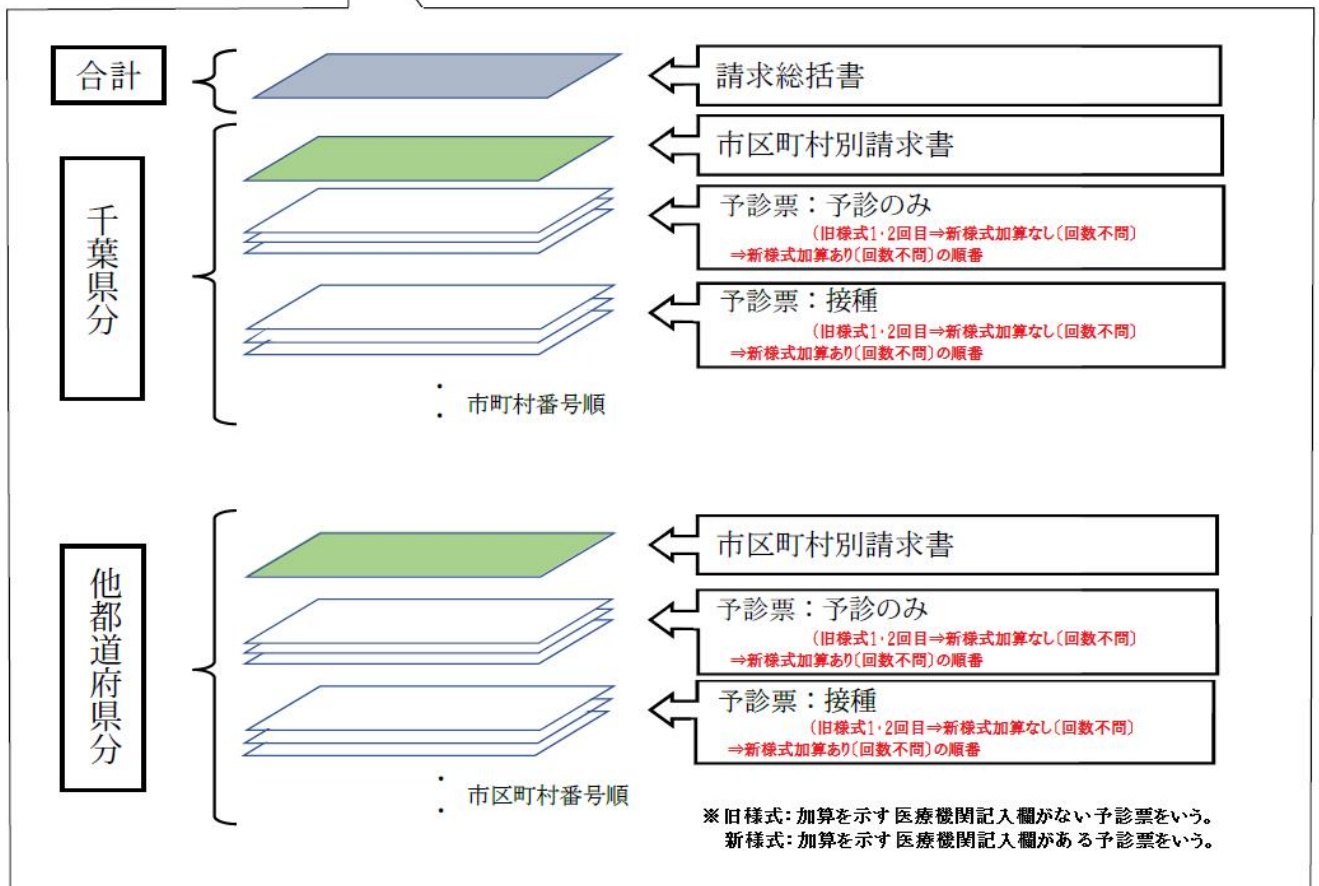 合計
請求総括書
千葉県分
市区町村別請求書
予診票:予診のみ
(旧様式1・2回目⇒新様式加算なし〔回数不問〕
⇒新様式加算あり〔回数不問〕の順番
予診票:接種
(旧様式1・2回目⇒新様式加算なし〔回数不問〕
⇒新様式加算あり〔回数不問〕の順番
・
・ 市町村番号順
他都道府県分
市区町村別請求書
予診票:予診のみ
(旧様式1・2回目⇒新様式加算なし〔回数不問〕
⇒新様式加算あり〔回数不問〕の順番
予診票:接種
(旧様式1・2回目⇒新様式加算なし〔回数不問〕
⇒新様式加算あり〔回数不問〕の順番
・
・ 市区町村番号順
※旧様式:加算を示す医療機関記入欄がない予診票をいう。
新様式:加算を示す医療機関記入欄がある予診票をいう。